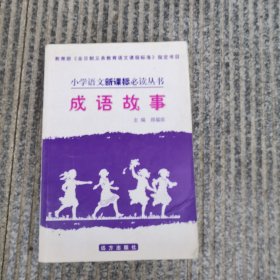 教育部《全日制义务教育语文课程标准》指定书目
小学语文新课标必读丛书
成语故事
主编
远方出版社